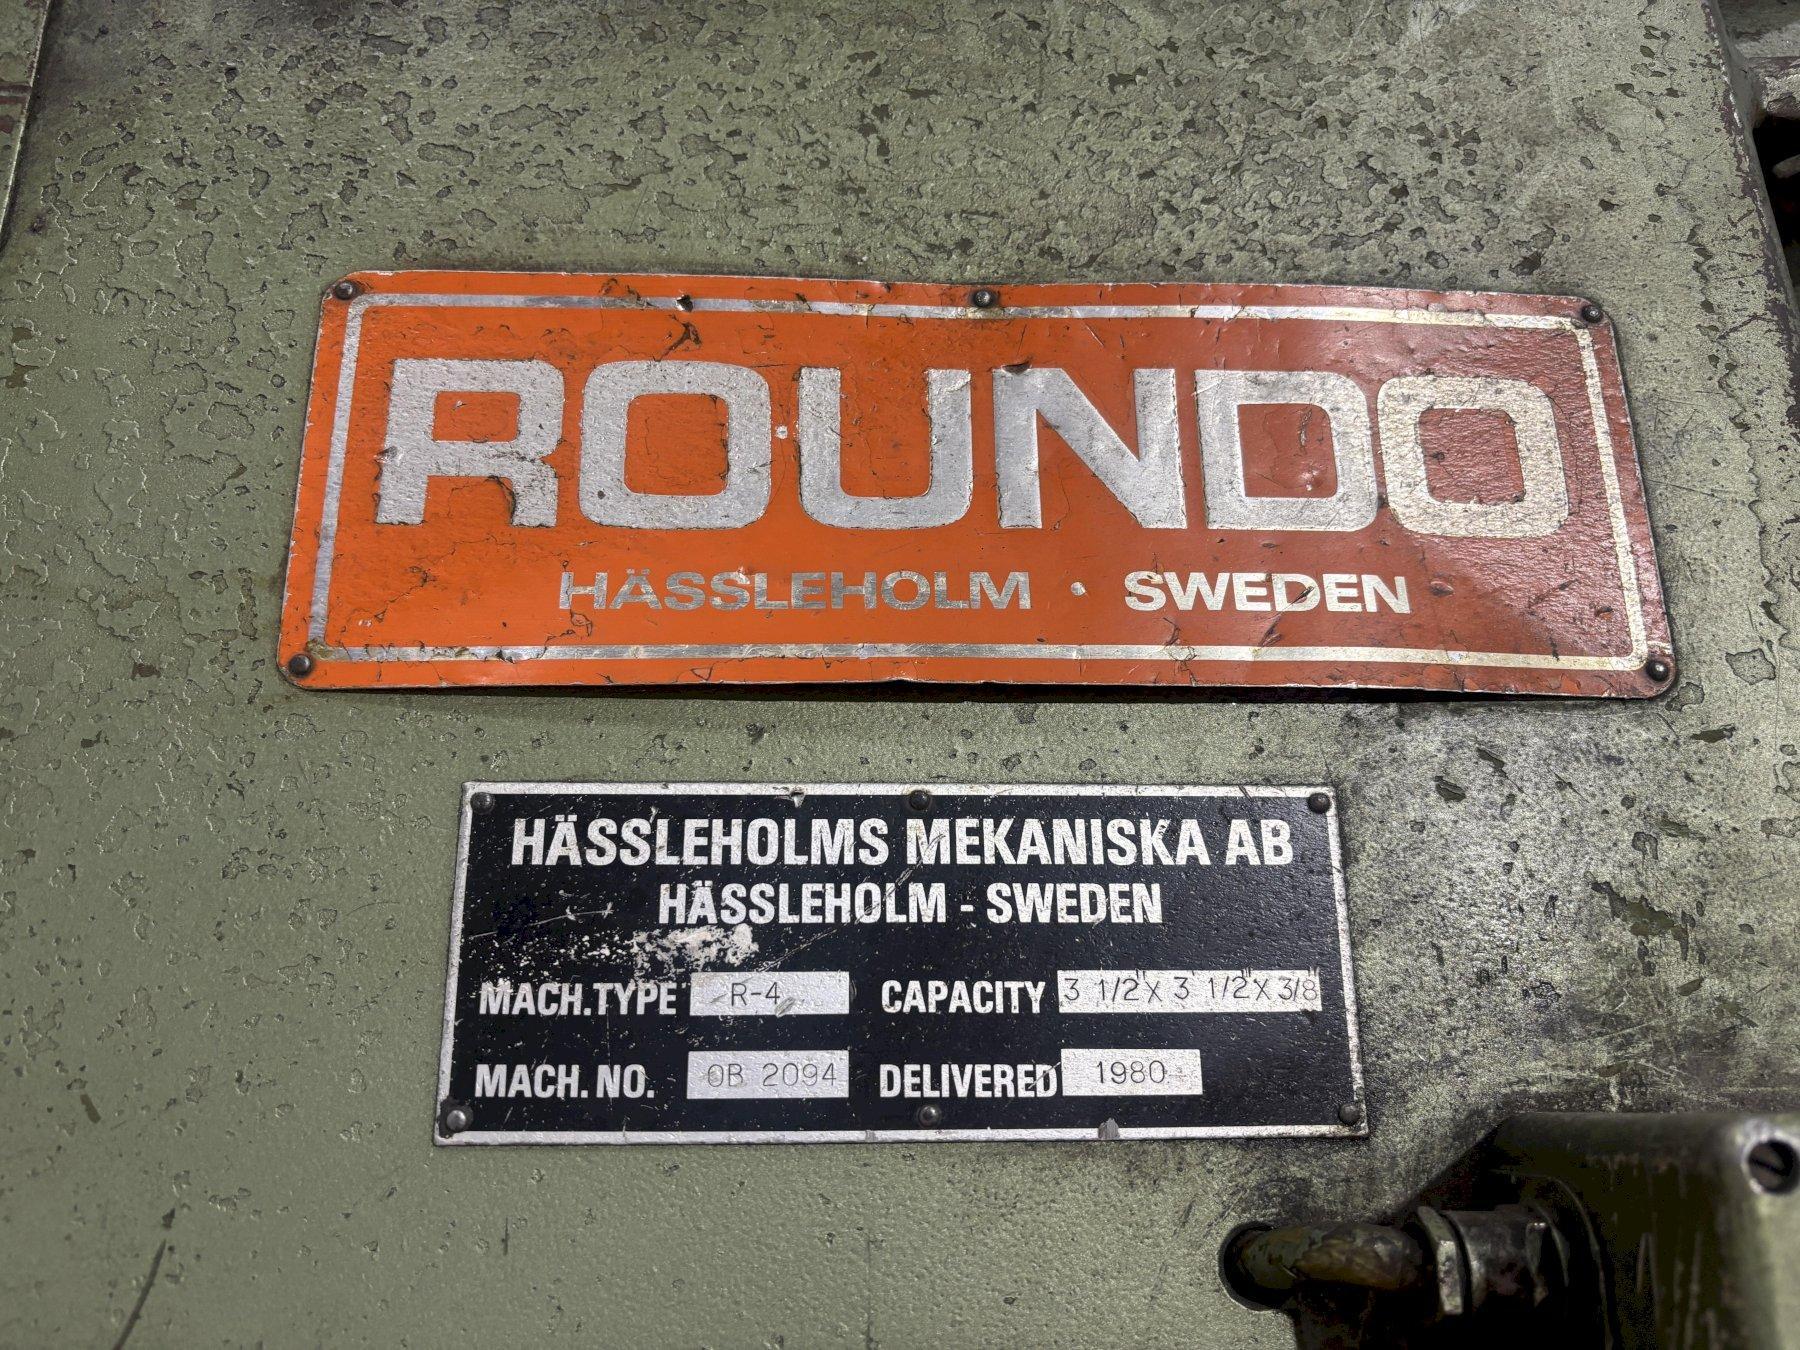 ROUNDO
HÄSSLEHOLM · SWEDEN
HÄSSLEHOLMS MEKANISKA AB
HÄSSLEHOLM - SWEDEN
MACH. TYPE R-4 CAPACITY 3 1/2" X 3 1/2" X 3/8"
MACH. NO. OB 2094 DELIVERED 1980